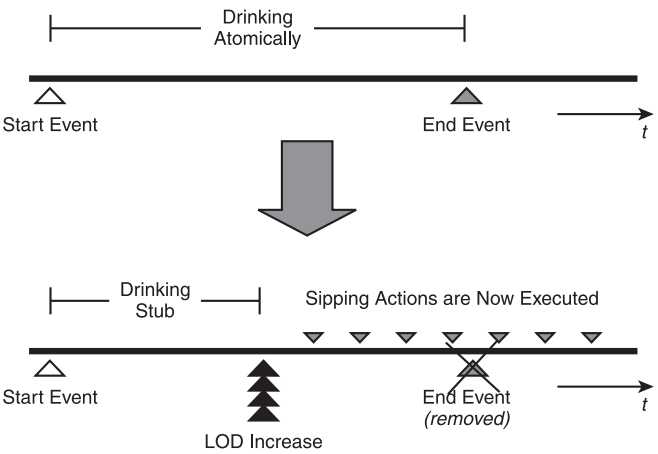 Drinking
Atomically
Start Event
End Event
t
Drinking
Stub
Sipping Actions are Now Executed
Start Event
End Event
(removed)
t
LOD Increase